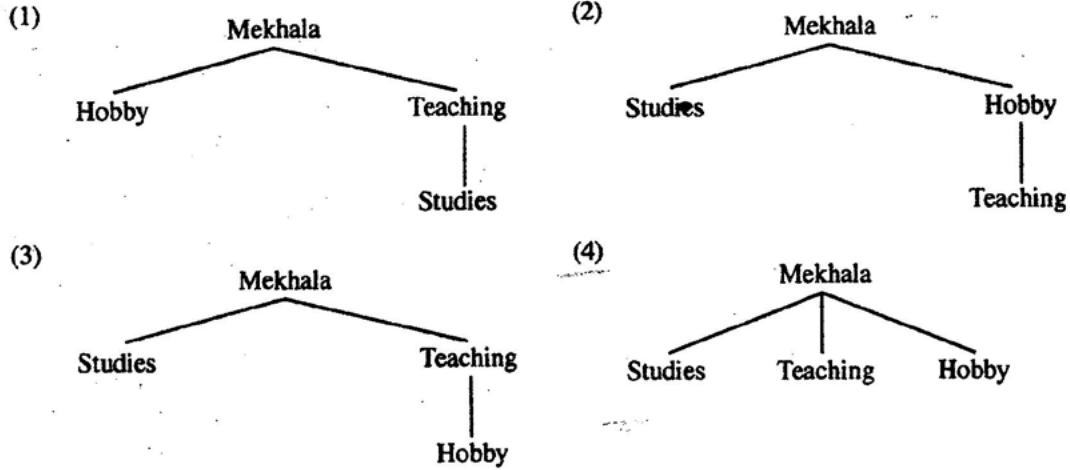 (1)
Mekhala
Hobby Teaching
Studies
(2)
Mekhala
Studies Hobby
Teaching
(3)
Mekhala
Studies Teaching
Hobby
(4)
Mekhala
Studies Teaching Hobby